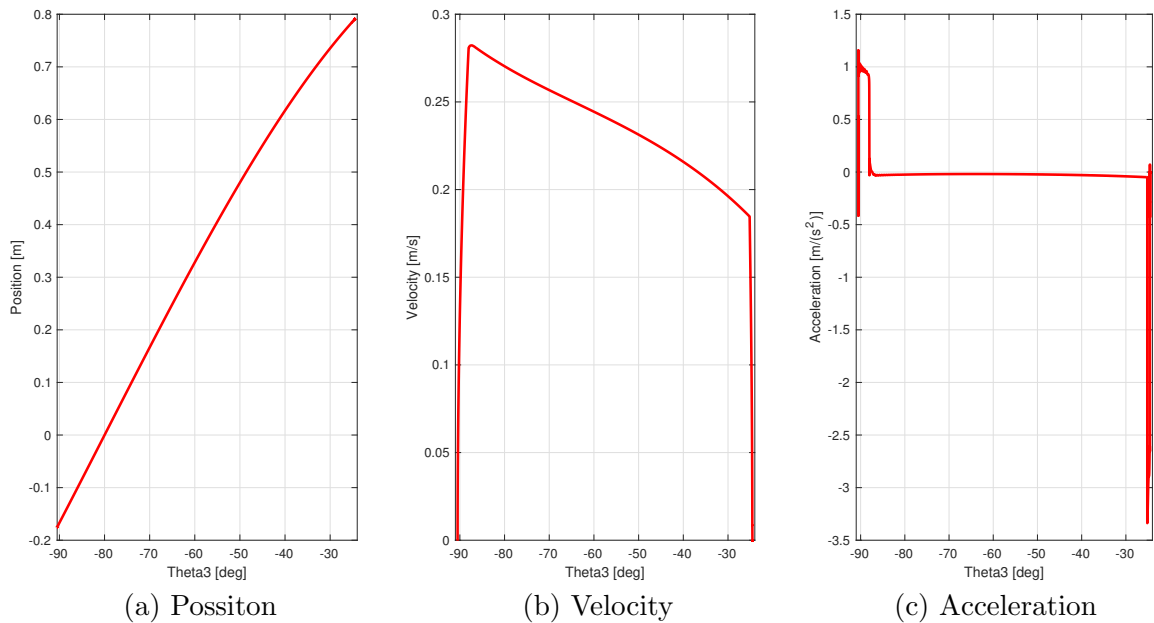 0.8
0.7
0.6
0.5
0.4
0.3
0.2
0.1
0
-0.1
-0.2
Position [m]
-90 -80 -70 -60 -50 -40 -30
Theta3 [deg]
(a) Possiton
0.3
0.25
0.2
0.15
0.1
0.05
0
Velocity [m/s]
-90 -80 -70 -60 -50 -40 -30
Theta3 [deg]
(b) Velocity
1.5
1
0.5
0
-0.5
-1
-1.5
-2
-2.5
-3
-3.5
Acceleration [m/(s²)]
-90 -80 -70 -60 -50 -40 -30
Theta3 [deg]
(c) Acceleration